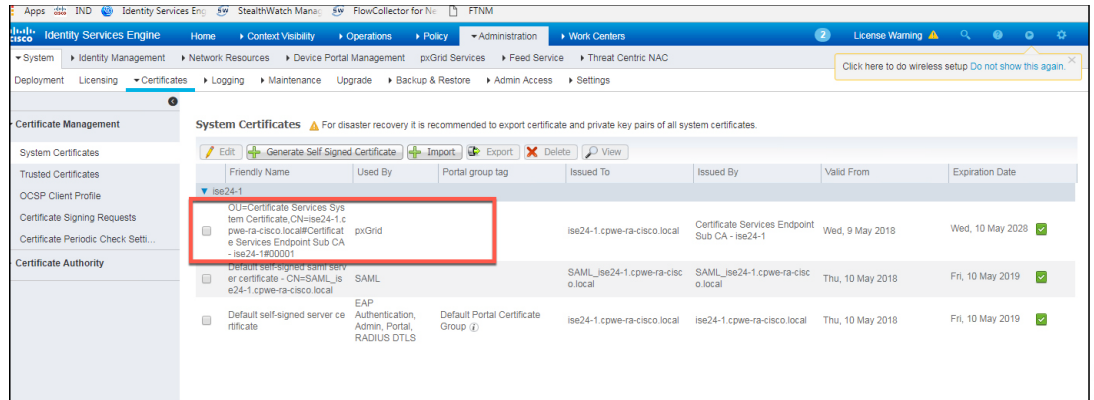 Apps IND Identity Services Eng StealthWatch Manag FlowCollector for Ne FTNM
cisco Identity Services Engine Home Context Visibility Operations Policy Administration Work Centers 2 License Warning
System Identity Management Network Resources Device Portal Management pxGrid Services Feed Service Threat Centric NAC
Click here to do wireless setup Do not show this again.
Deployment Licensing Certificates Logging Maintenance Upgrade Backup & Restore Admin Access Settings
Certificate Management
System Certificates For disaster recovery it is recommended to export certificate and private key pairs of all system certificates.
System Certificates
Edit Generate Self Signed Certificate Import Export Delete View
Trusted Certificates
Friendly Name Used By Portal group tag Issued To Issued By Valid From Expiration Date
OCSP Client Profile
ise24-1
Certificate Signing Requests
Certificate Periodic Check Setti...
Certificate Authority
OU=Certificate Services Sys
tem Certificate,CN=ise24-1.c
pwe-ra-cisco.local#Certificat
e Services Endpoint Sub CA
- ise24-1#00001
pxGrid
ise24-1.cpwe-ra-cisco.local
Certificate Services Endpoint
Sub CA - ise24-1
Wed, 9 May 2018
Wed, 10 May 2028
Default self-signed saml serv
er certificate - CN=SAML_is
e24-1.cpwe-ra-cisco.local
SAML
SAML_ise24-1.cpwe-ra-cisc
o.local
SAML_ise24-1.cpwe-ra-cisc
o.local
Thu, 10 May 2018
Fri, 10 May 2019
Default self-signed server ce
rtificate
EAP
Authentication,
Admin, Portal,
RADIUS DTLS
Default Portal Certificate
Group
ise24-1.cpwe-ra-cisco.local
ise24-1.cpwe-ra-cisco.local
Thu, 10 May 2018
Fri, 10 May 2019